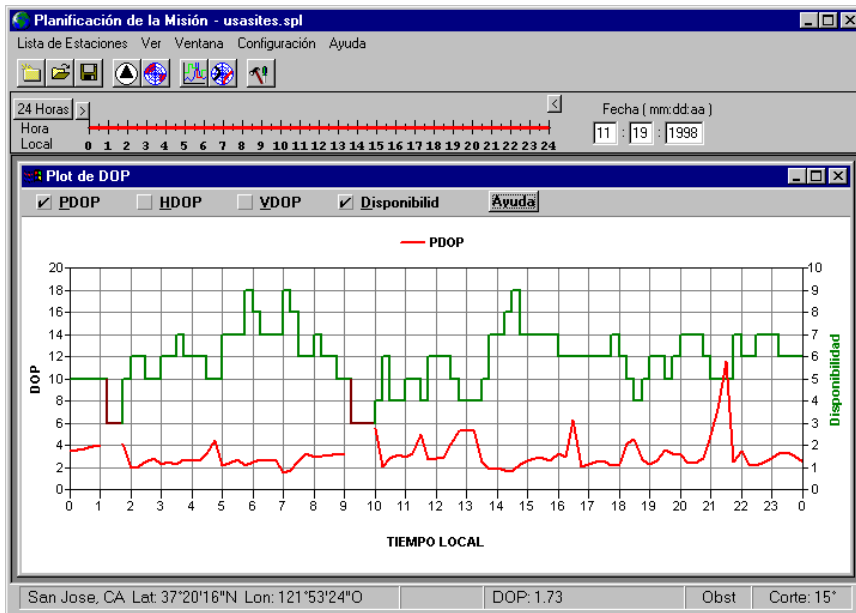 Planificación de la Misión - usasites.spl
Lista de Estaciones Ver Ventana Configuración Ayuda
24 Horas > <
Fecha ( mm:dd:aa )
Hora
Local
11 : 19 : 1998
0 1 2 3 4 5 6 7 8 9 10 11 12 13 14 15 16 17 18 19 20 21 22 23 24
Plot de DOP
PDOP HDOP VDOP Disponibilid Ayuda
PDOP
20 10
18 9
16 8
14 7
12 6
10 5
8 4
6 3
4 2
2 1
0 0
DOP
Disponibilidad
0 1 2 3 4 5 6 7 8 9 10 11 12 13 14 15 16 17 18 19 20 21 22 23 0
TIEMPO LOCAL
San Jose, CA Lat: 37°20'16"N Lon: 121°53'24"O DOP: 1.73 Obst Corte: 15°